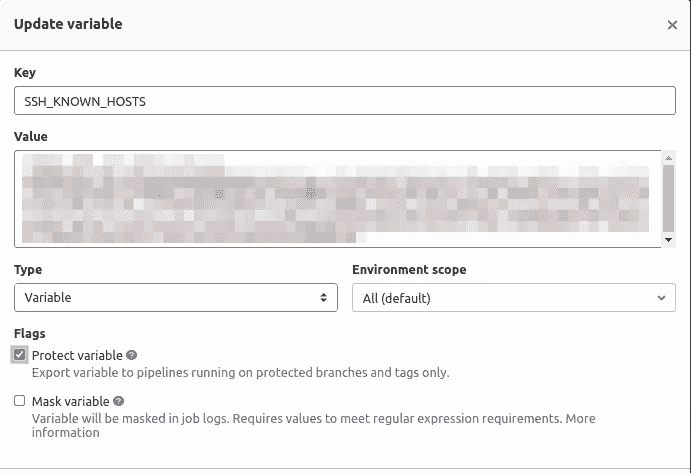 Update variable
Key
SSH_KNOWN_HOSTS
Value
Type
Environment scope
Variable
All (default)
Flags
Protect variable
Export variable to pipelines running on protected branches and tags only.
Mask variable
Variable will be masked in job logs. Requires values to meet regular expression requirements. More
information